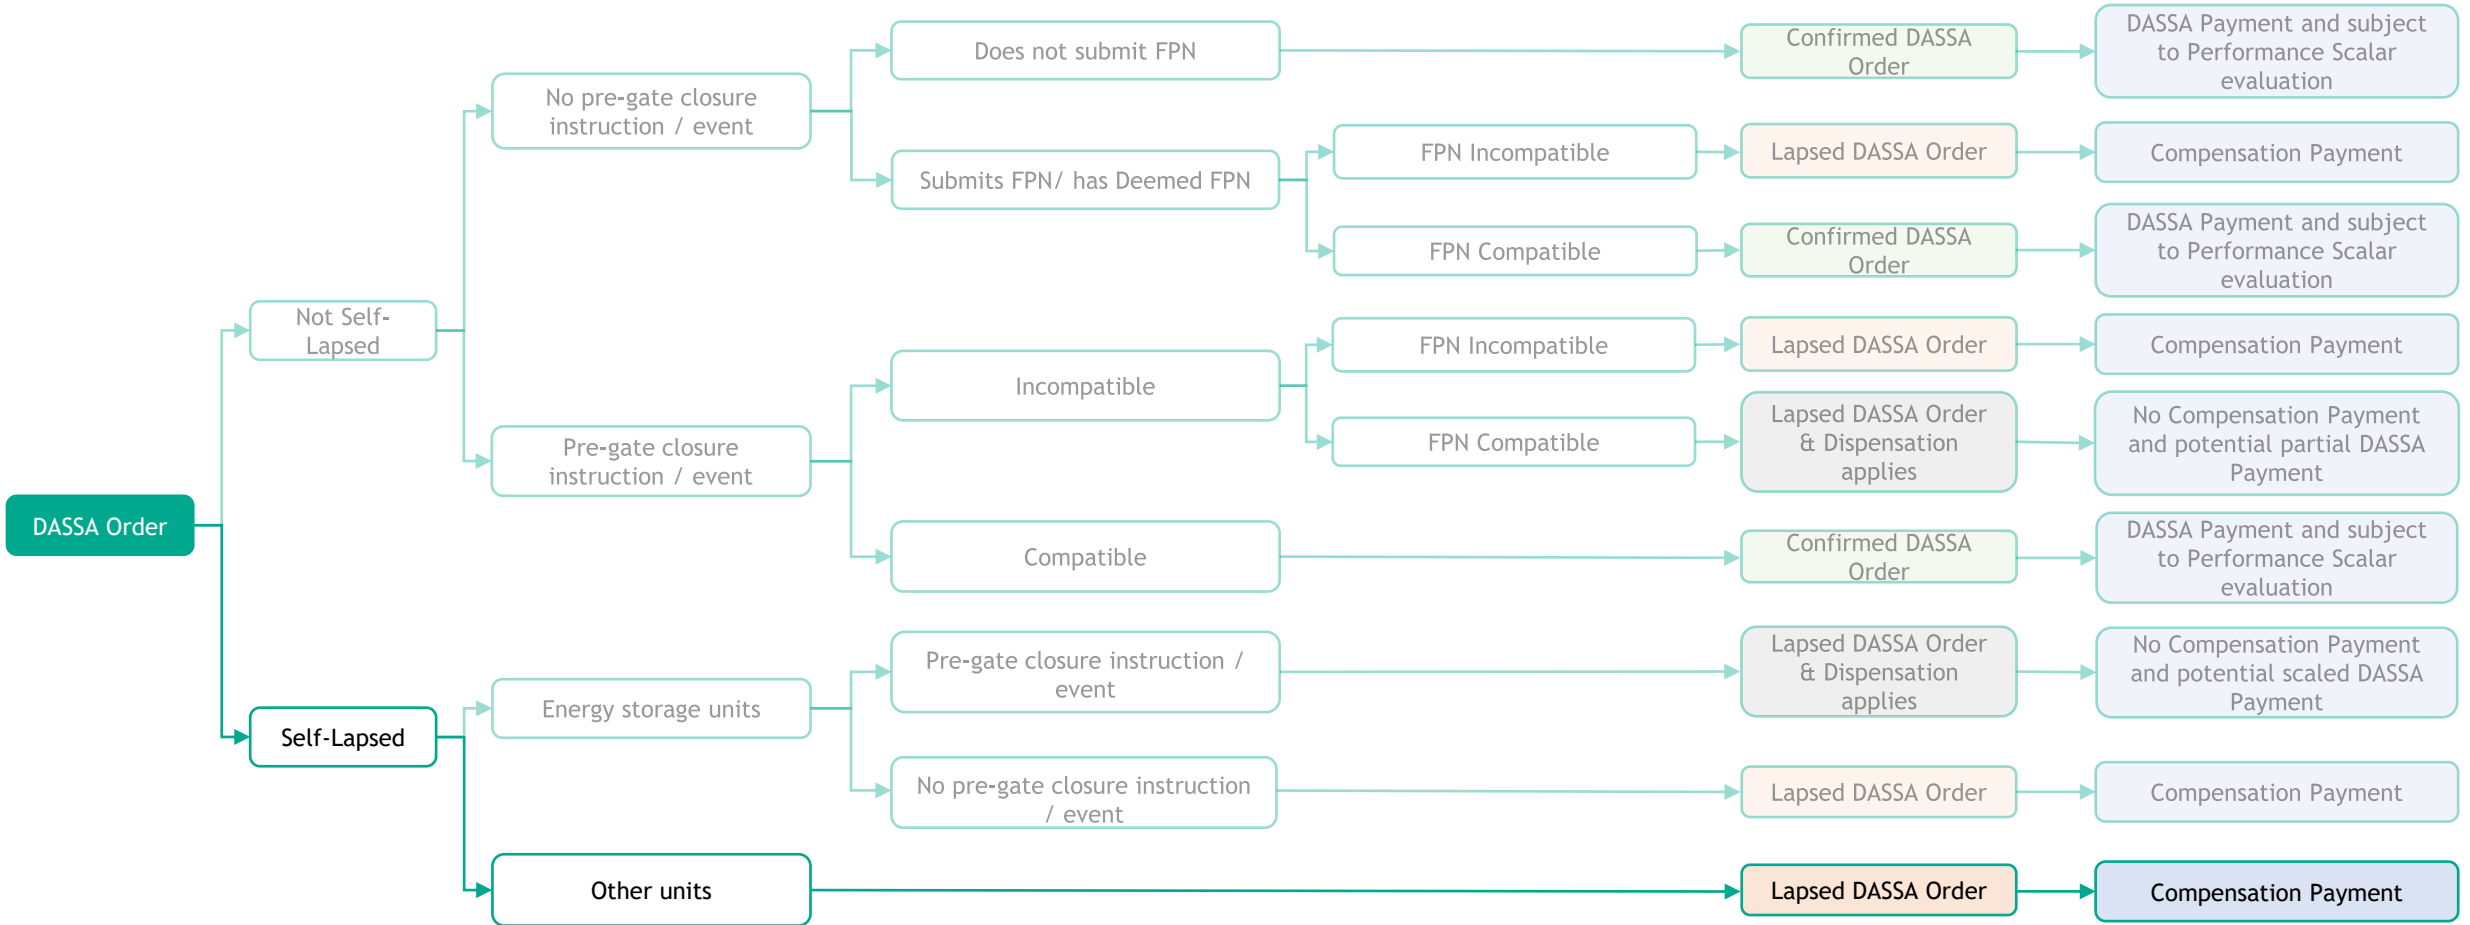 Does not submit FPN
Confirmed DASSA
Order
DASSA Payment and subject
to Performance Scalar
evaluation
No pre-gate closure
instruction / event
FPN Incompatible
Lapsed DASSA Order
Compensation Payment
Submits FPN/ has Deemed FPN
FPN Compatible
Confirmed DASSA
Order
DASSA Payment and subject
to Performance Scalar
evaluation
Not Self-
Lapsed
FPN Incompatible
Lapsed DASSA Order
Compensation Payment
Incompatible
FPN Compatible
Lapsed DASSA Order
& Dispensation
applies
No Compensation Payment
and potential partial DASSA
Payment
Pre-gate closure
instruction / event
DASSA Order
Compatible
Confirmed DASSA
Order
DASSA Payment and subject
to Performance Scalar
evaluation
Pre-gate closure instruction /
event
Lapsed DASSA Order
& Dispensation
applies
No Compensation Payment
and potential scaled DASSA
Payment
Energy storage units
Self-Lapsed
No pre-gate closure instruction
/ event
Lapsed DASSA Order
Compensation Payment
Other units
Lapsed DASSA Order
Compensation Payment